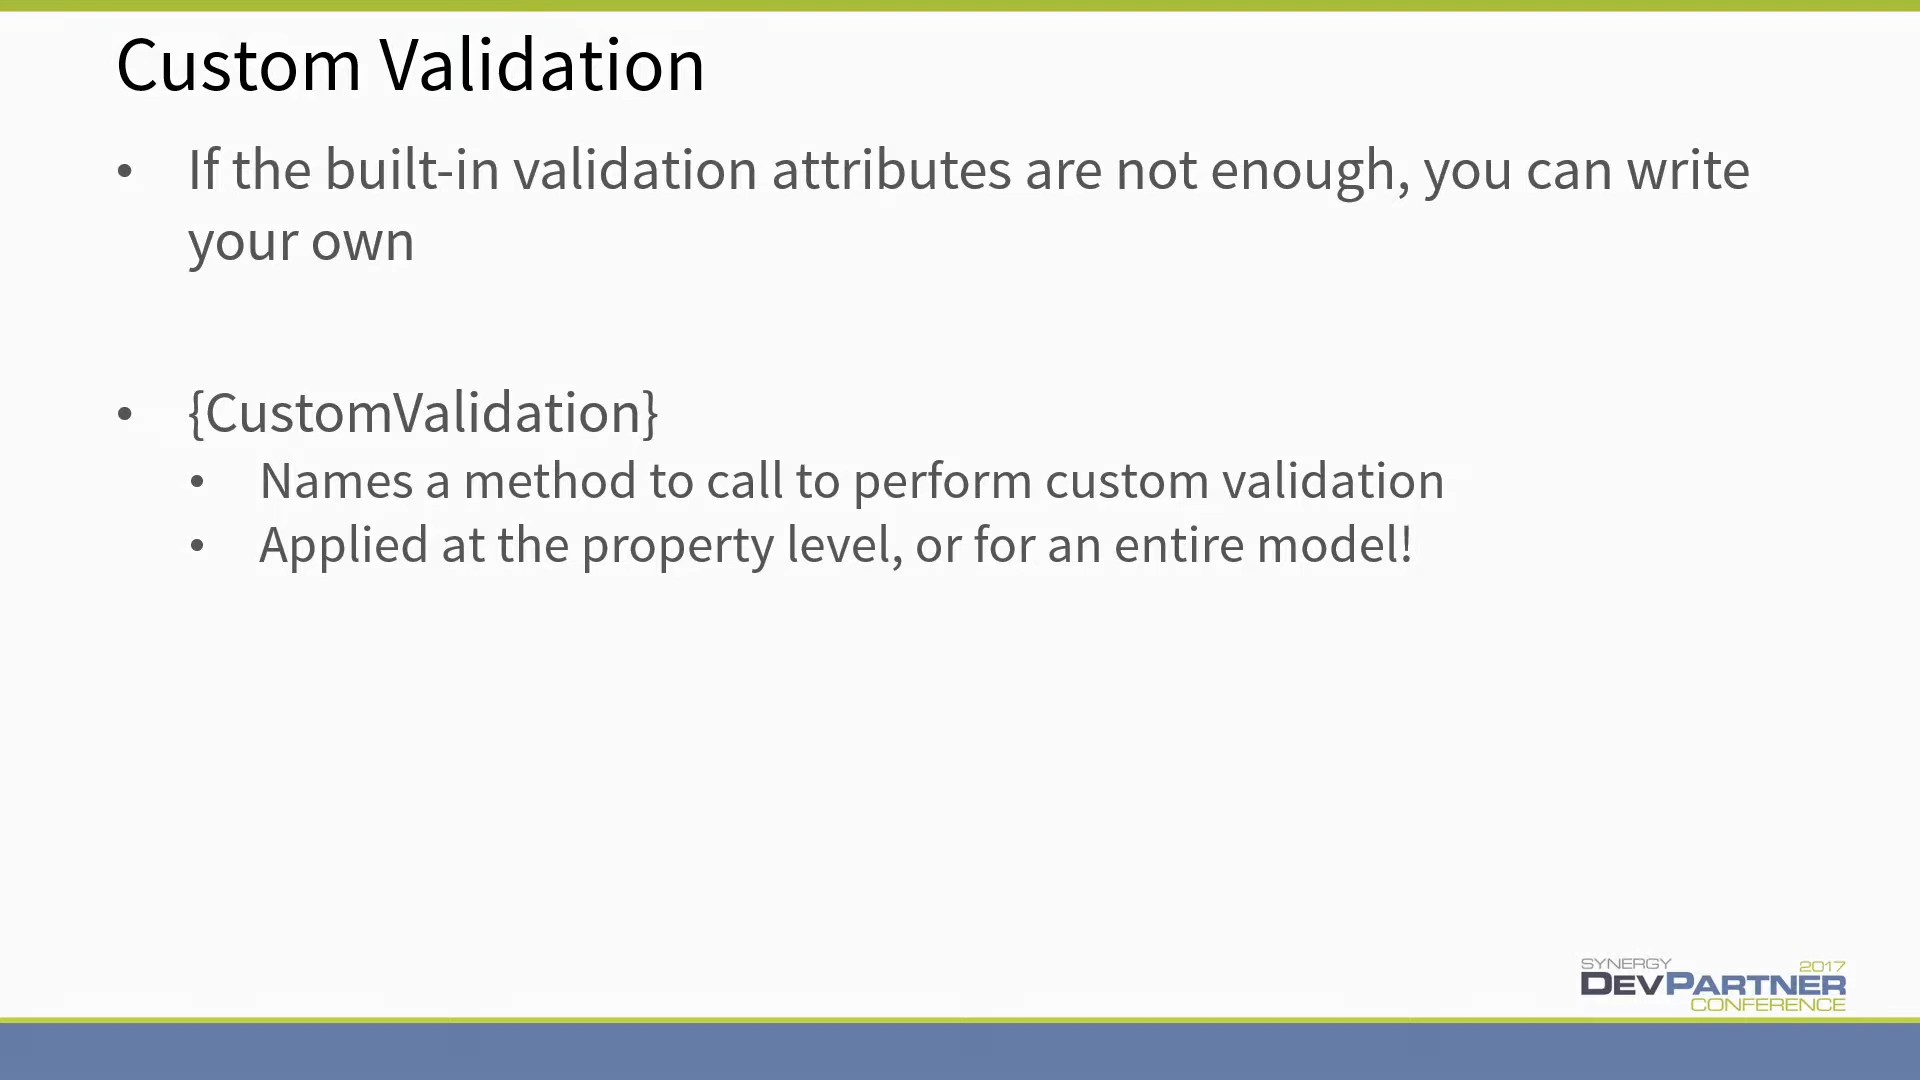 Custom Validation
• If the built-in validation attributes are not enough, you can write
your own
• {CustomValidation}
• Names a method to call to perform custom validation
• Applied at the property level, or for an entire model!
SYNERGY 2017
DEVPARTNER
CONFERENCE